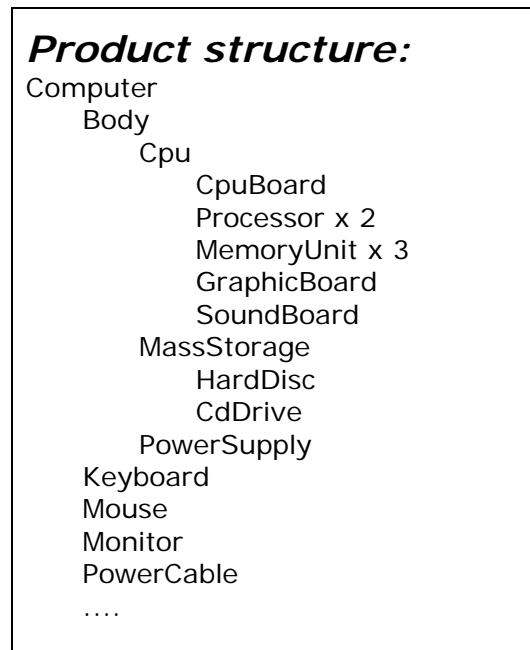 Product structure:
Computer
Body
Cpu
CpuBoard
Processor x 2
MemoryUnit x 3
GraphicBoard
SoundBoard
MassStorage
HardDisc
CdDrive
PowerSupply
Keyboard
Mouse
Monitor
PowerCable
....